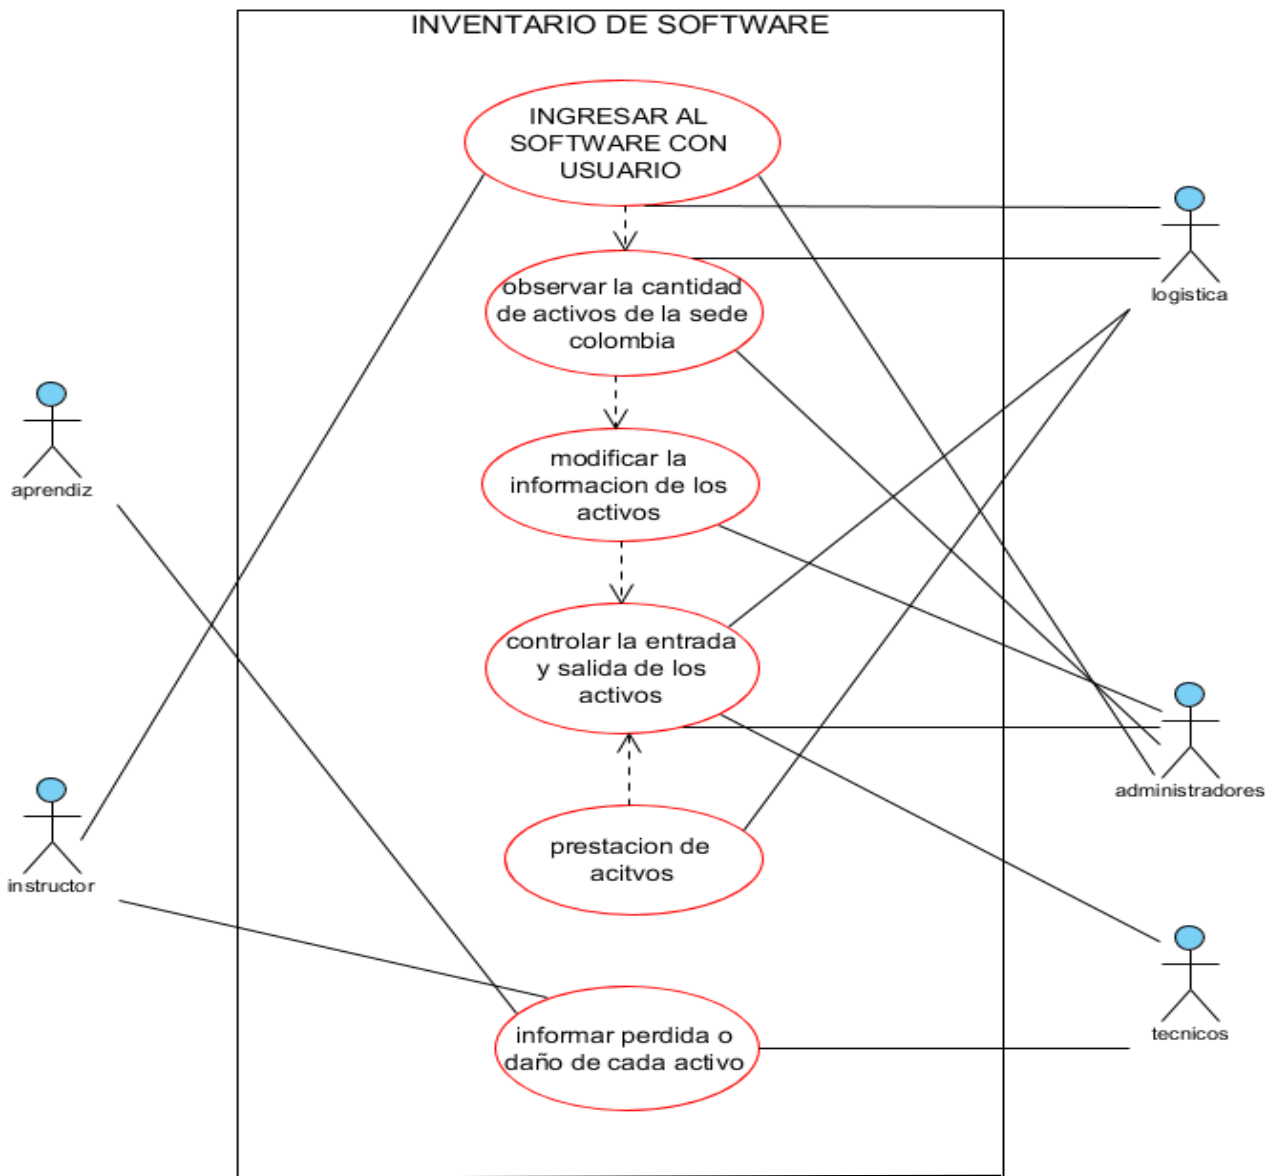 INVENTARIO DE SOFTWARE
INGRESAR AL
SOFTWARE CON
USUARIO
observar la cantidad
de activos de la sede
colombia
logistica
modificar la
informacion de los
activos
aprendiz
controlar la entrada
y salida de los
activos
administradores
prestacion de
acitvos
instructor
informar perdida o
daño de cada activo
tecnicos